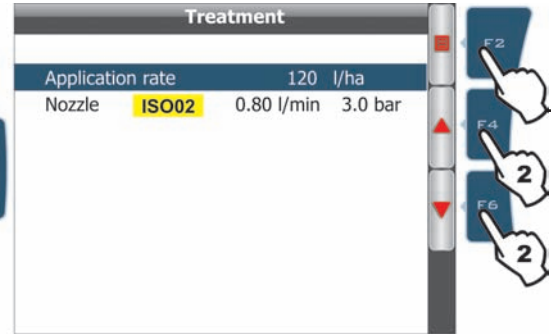 Treatment
Application rate 120 l/ha
Nozzle ISO02 0.80 l/min 3.0 bar
F2
F4
2
F6
2